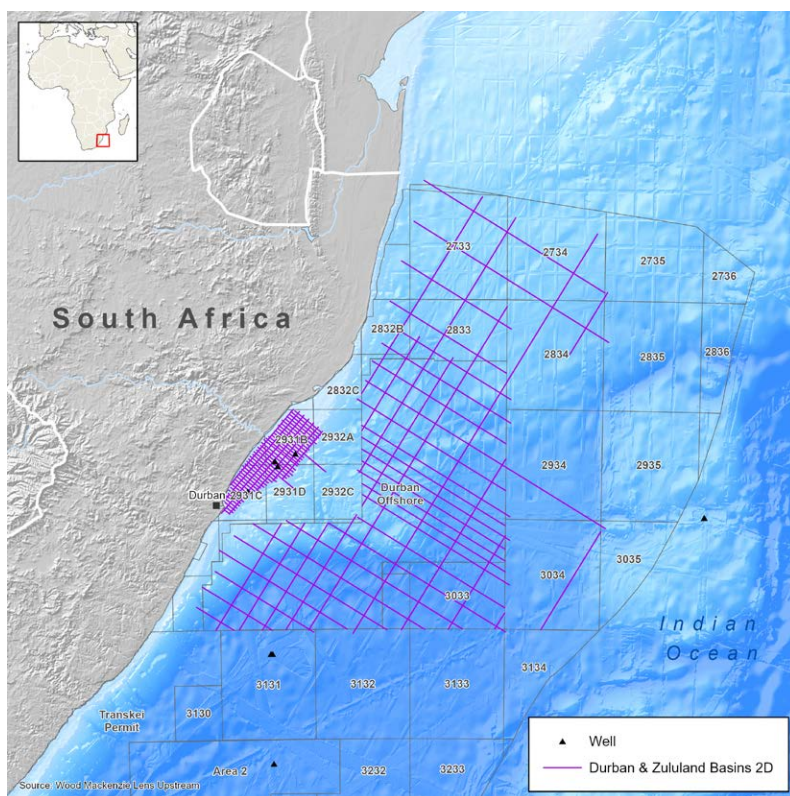 2733
2734
2735
2736
South Africa
2832B
2833
2834
2835
2836
2832C
2931B
2932A
2934
2935
Durban
2931C
2931D
2932C
Durban
Offshore
3033
3034
3035
Indian
Ocean
3131
3132
3133
3134
Transkei
Permit
3130
Area 2
3232
3233
Well
Durban & Zululand Basins 2D
Source: Wood Mackenzie Lens Upstream